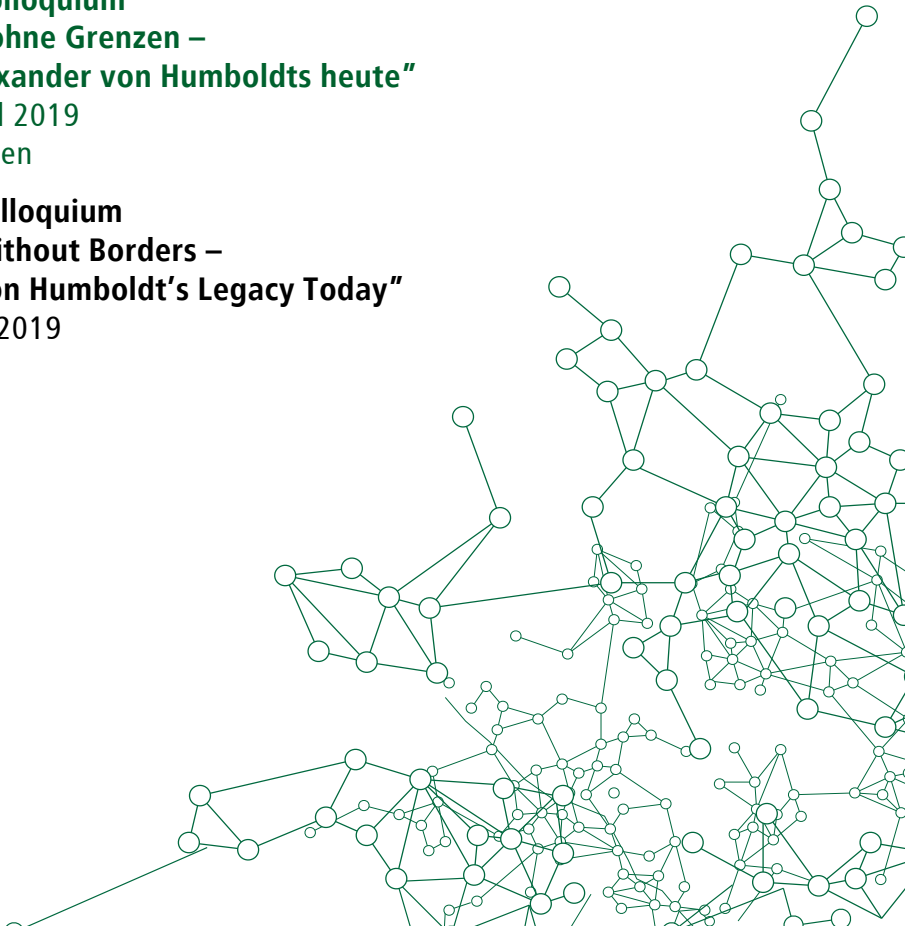 lloquium
ohne Grenzen –
xander von Humboldts heute”
l 2019
en
lloquium
ithout Borders –
on Humboldt’s Legacy Today”
2019